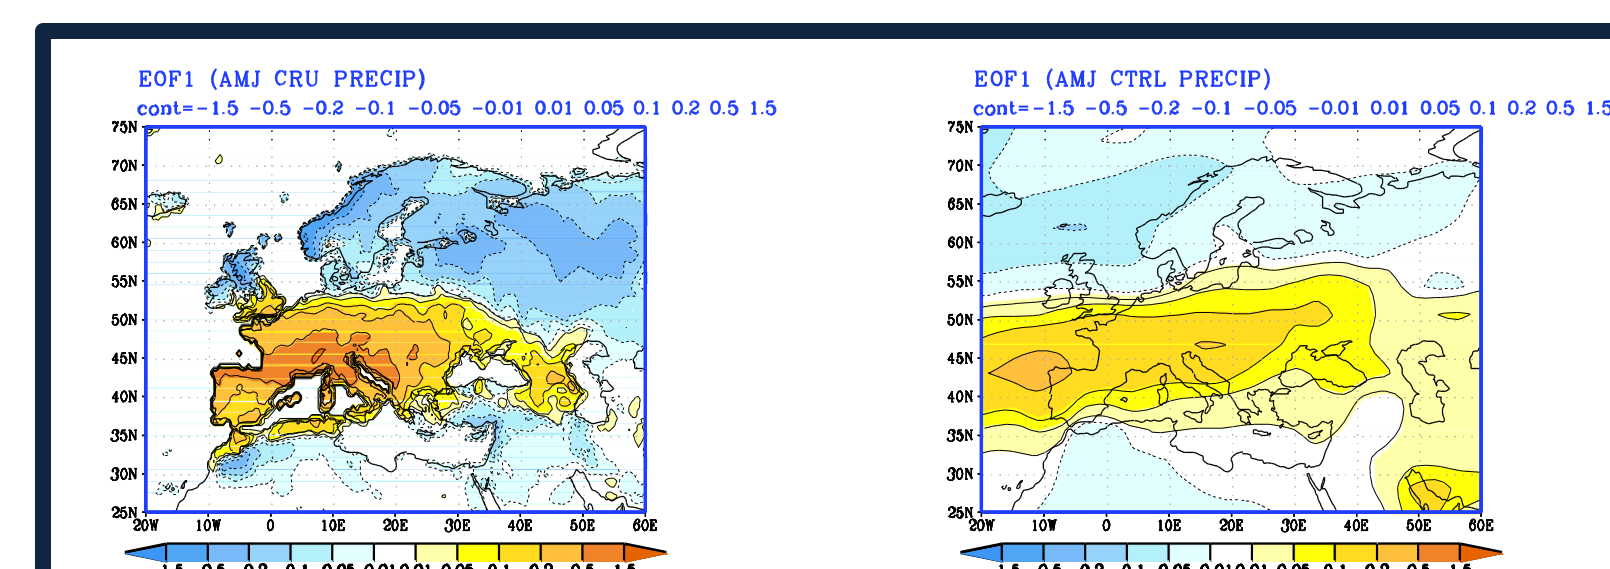 EOF1 (AMJ CRU PRECIP)
cont=-1.5 -0.5 -0.2 -0.1 -0.05 -0.01 0.01 0.05 0.1 0.2 0.5 1.5
75N
70N
65N
60N
55N
50N
45N
40N
35N
30N
25N
20W 10W 0 10E 20E 30E 40E 50E 60E
EOF1 (AMJ CTRL PRECIP)
cont=-1.5 -0.5 -0.2 -0.1 -0.05 -0.01 0.01 0.05 0.1 0.2 0.5 1.5
75N
70N
65N
60N
55N
50N
45N
40N
35N
30N
25N
20W 10W 0 10E 20E 30E 40E 50E 60E